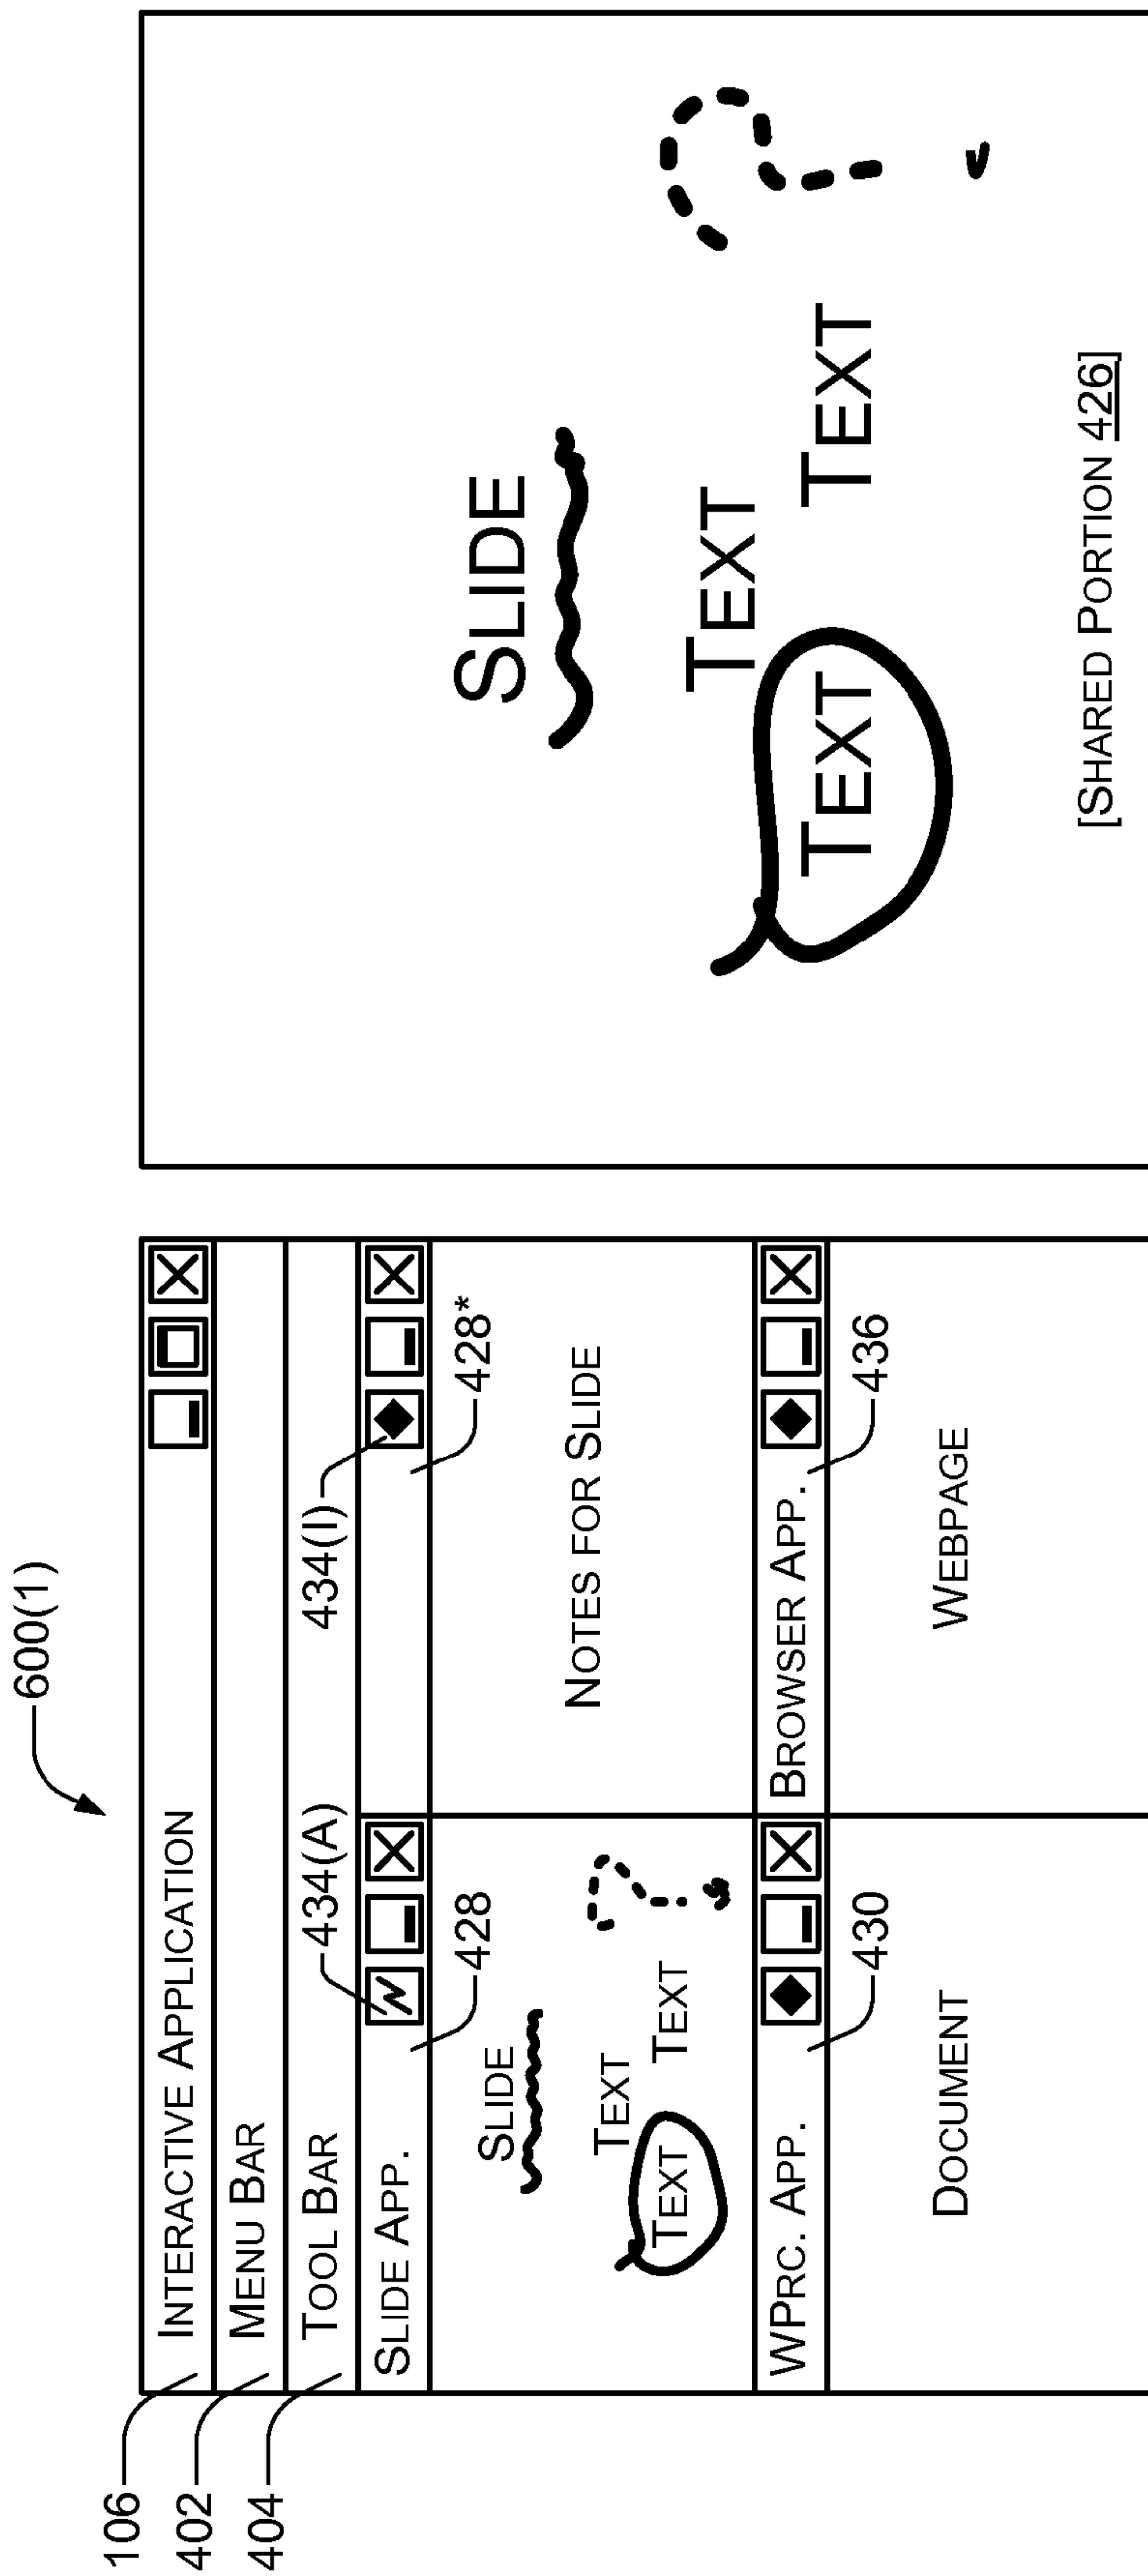 600(1)
106
INTERACTIVE APPLICATION
402
MENU BAR
404
TOOL BAR
434(A)
434(I)
SLIDE APP.
428
428*
SLIDE
TEXT
TEXT TEXT
NOTES FOR SLIDE
WPRC. APP.
430
BROWSER APP.
436
DOCUMENT
WEBPAGE
SLIDE
TEXT
TEXT TEXT
[SHARED PORTION 426]